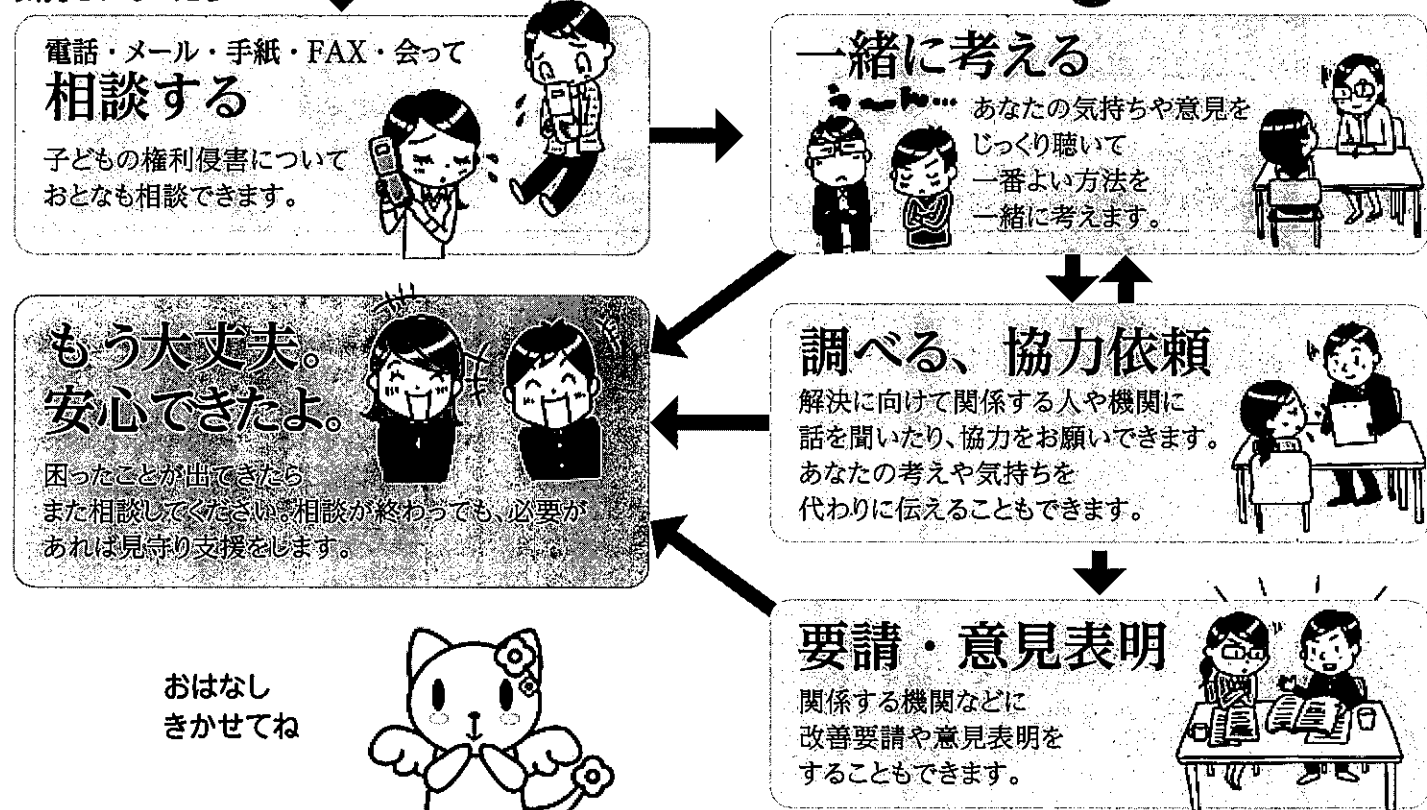 電話・メール・手紙・FAX・会って
相談する
子どもの権利侵害について
おとなも相談できます。
一緒に考える
うーん…
あなたの気持ちや意見を
じっくり聴いて
一番よい方法を
一緒に考えます。
調べる、協力依頼
解決に向けて関係する人や機関に
話を聞いたり、協力をお願いできます。
あなたの考えや気持ちを
代わりに伝えることもできます。
要請・意見表明
関係する機関などに
改善要請や意見表明を
することもできます。
もう大丈夫。
安心できたよ。
困ったことが出てきたら
また相談してください。相談が終わっても、必要が
あれば見守り支援をします。
おはなし
きかせてね